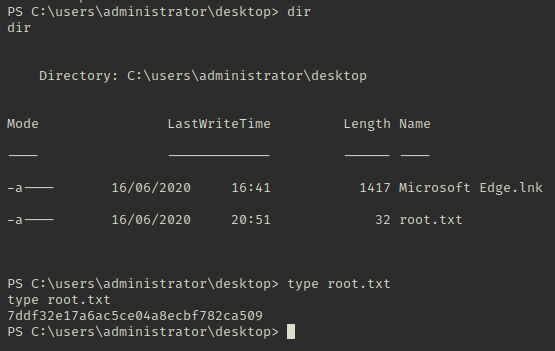 PS C:\users\administrator\desktop> dir
dir
Directory: C:\users\administrator\desktop
Mode LastWriteTime Length Name
---- ------------- ------ ----
-a---- 16/06/2020 16:41 1417 Microsoft Edge.lnk
-a---- 16/06/2020 20:51 32 root.txt
PS C:\users\administrator\desktop> type root.txt
type root.txt
7ddf32e17a6ac5ce04a8ecbf782ca509
PS C:\users\administrator\desktop>